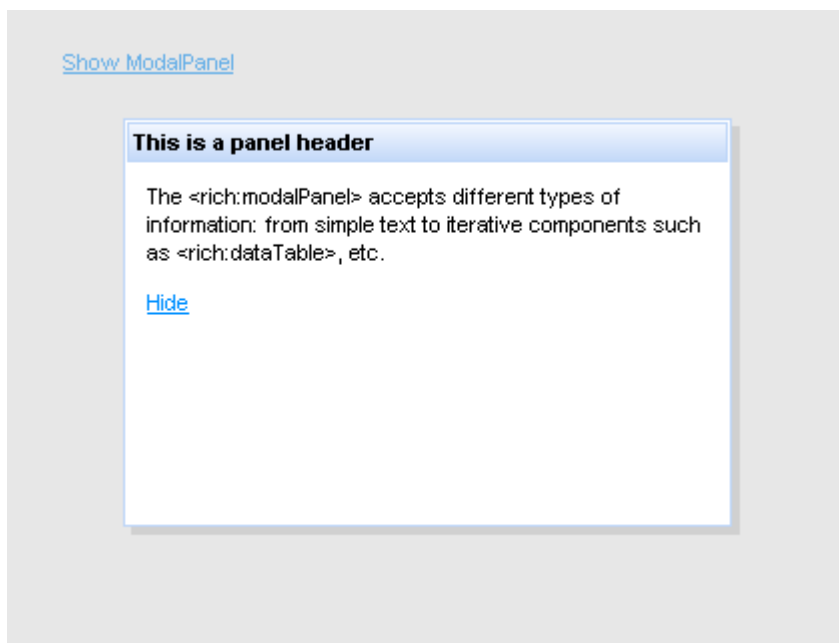 Show ModalPanel
This is a panel header
The <rich:modalPanel> accepts different types of
information: from simple text to iterative components such
as <rich:dataTable>, etc.
Hide